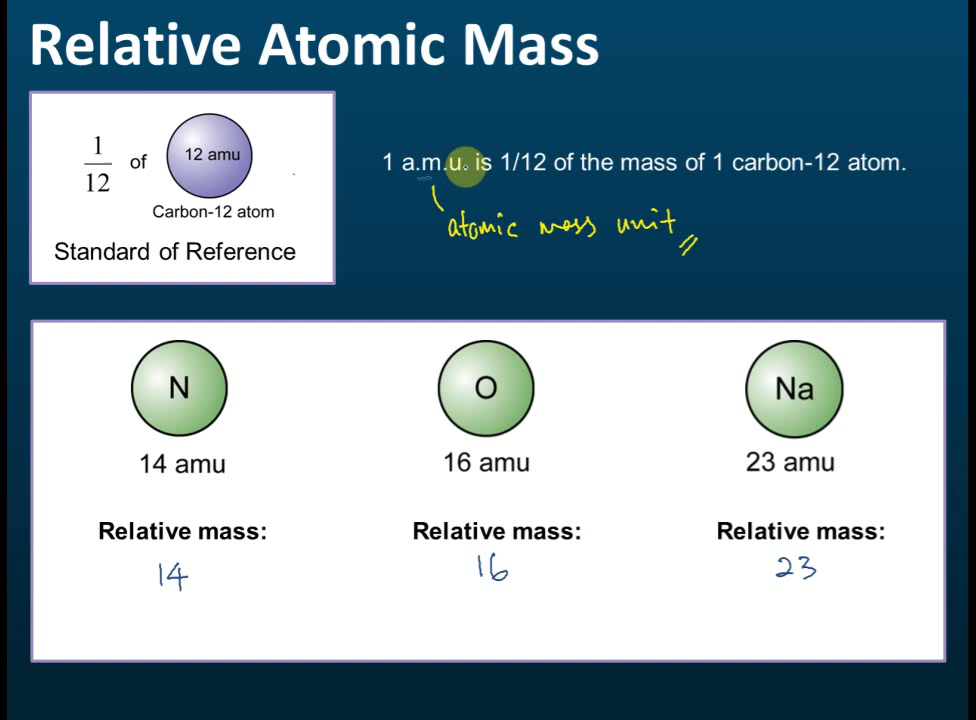 Relative Atomic Mass
1
12
of
12 amu
Carbon-12 atom
Standard of Reference
1 a.m.u. is 1/12 of the mass of 1 carbon-12 atom.
atomic mass unit
N
O
Na
14 amu
16 amu
23 amu
Relative mass:
Relative mass:
Relative mass:
14
16
23